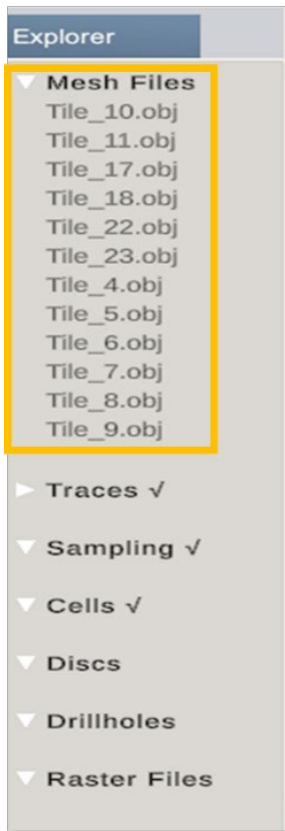 Explorer
Mesh Files
Tile_10.obj
Tile_11.obj
Tile_17.obj
Tile_18.obj
Tile_22.obj
Tile_23.obj
Tile_4.obj
Tile_5.obj
Tile_6.obj
Tile_7.obj
Tile_8.obj
Tile_9.obj
Traces √
Sampling √
Cells √
Discs
Drillholes
Raster Files